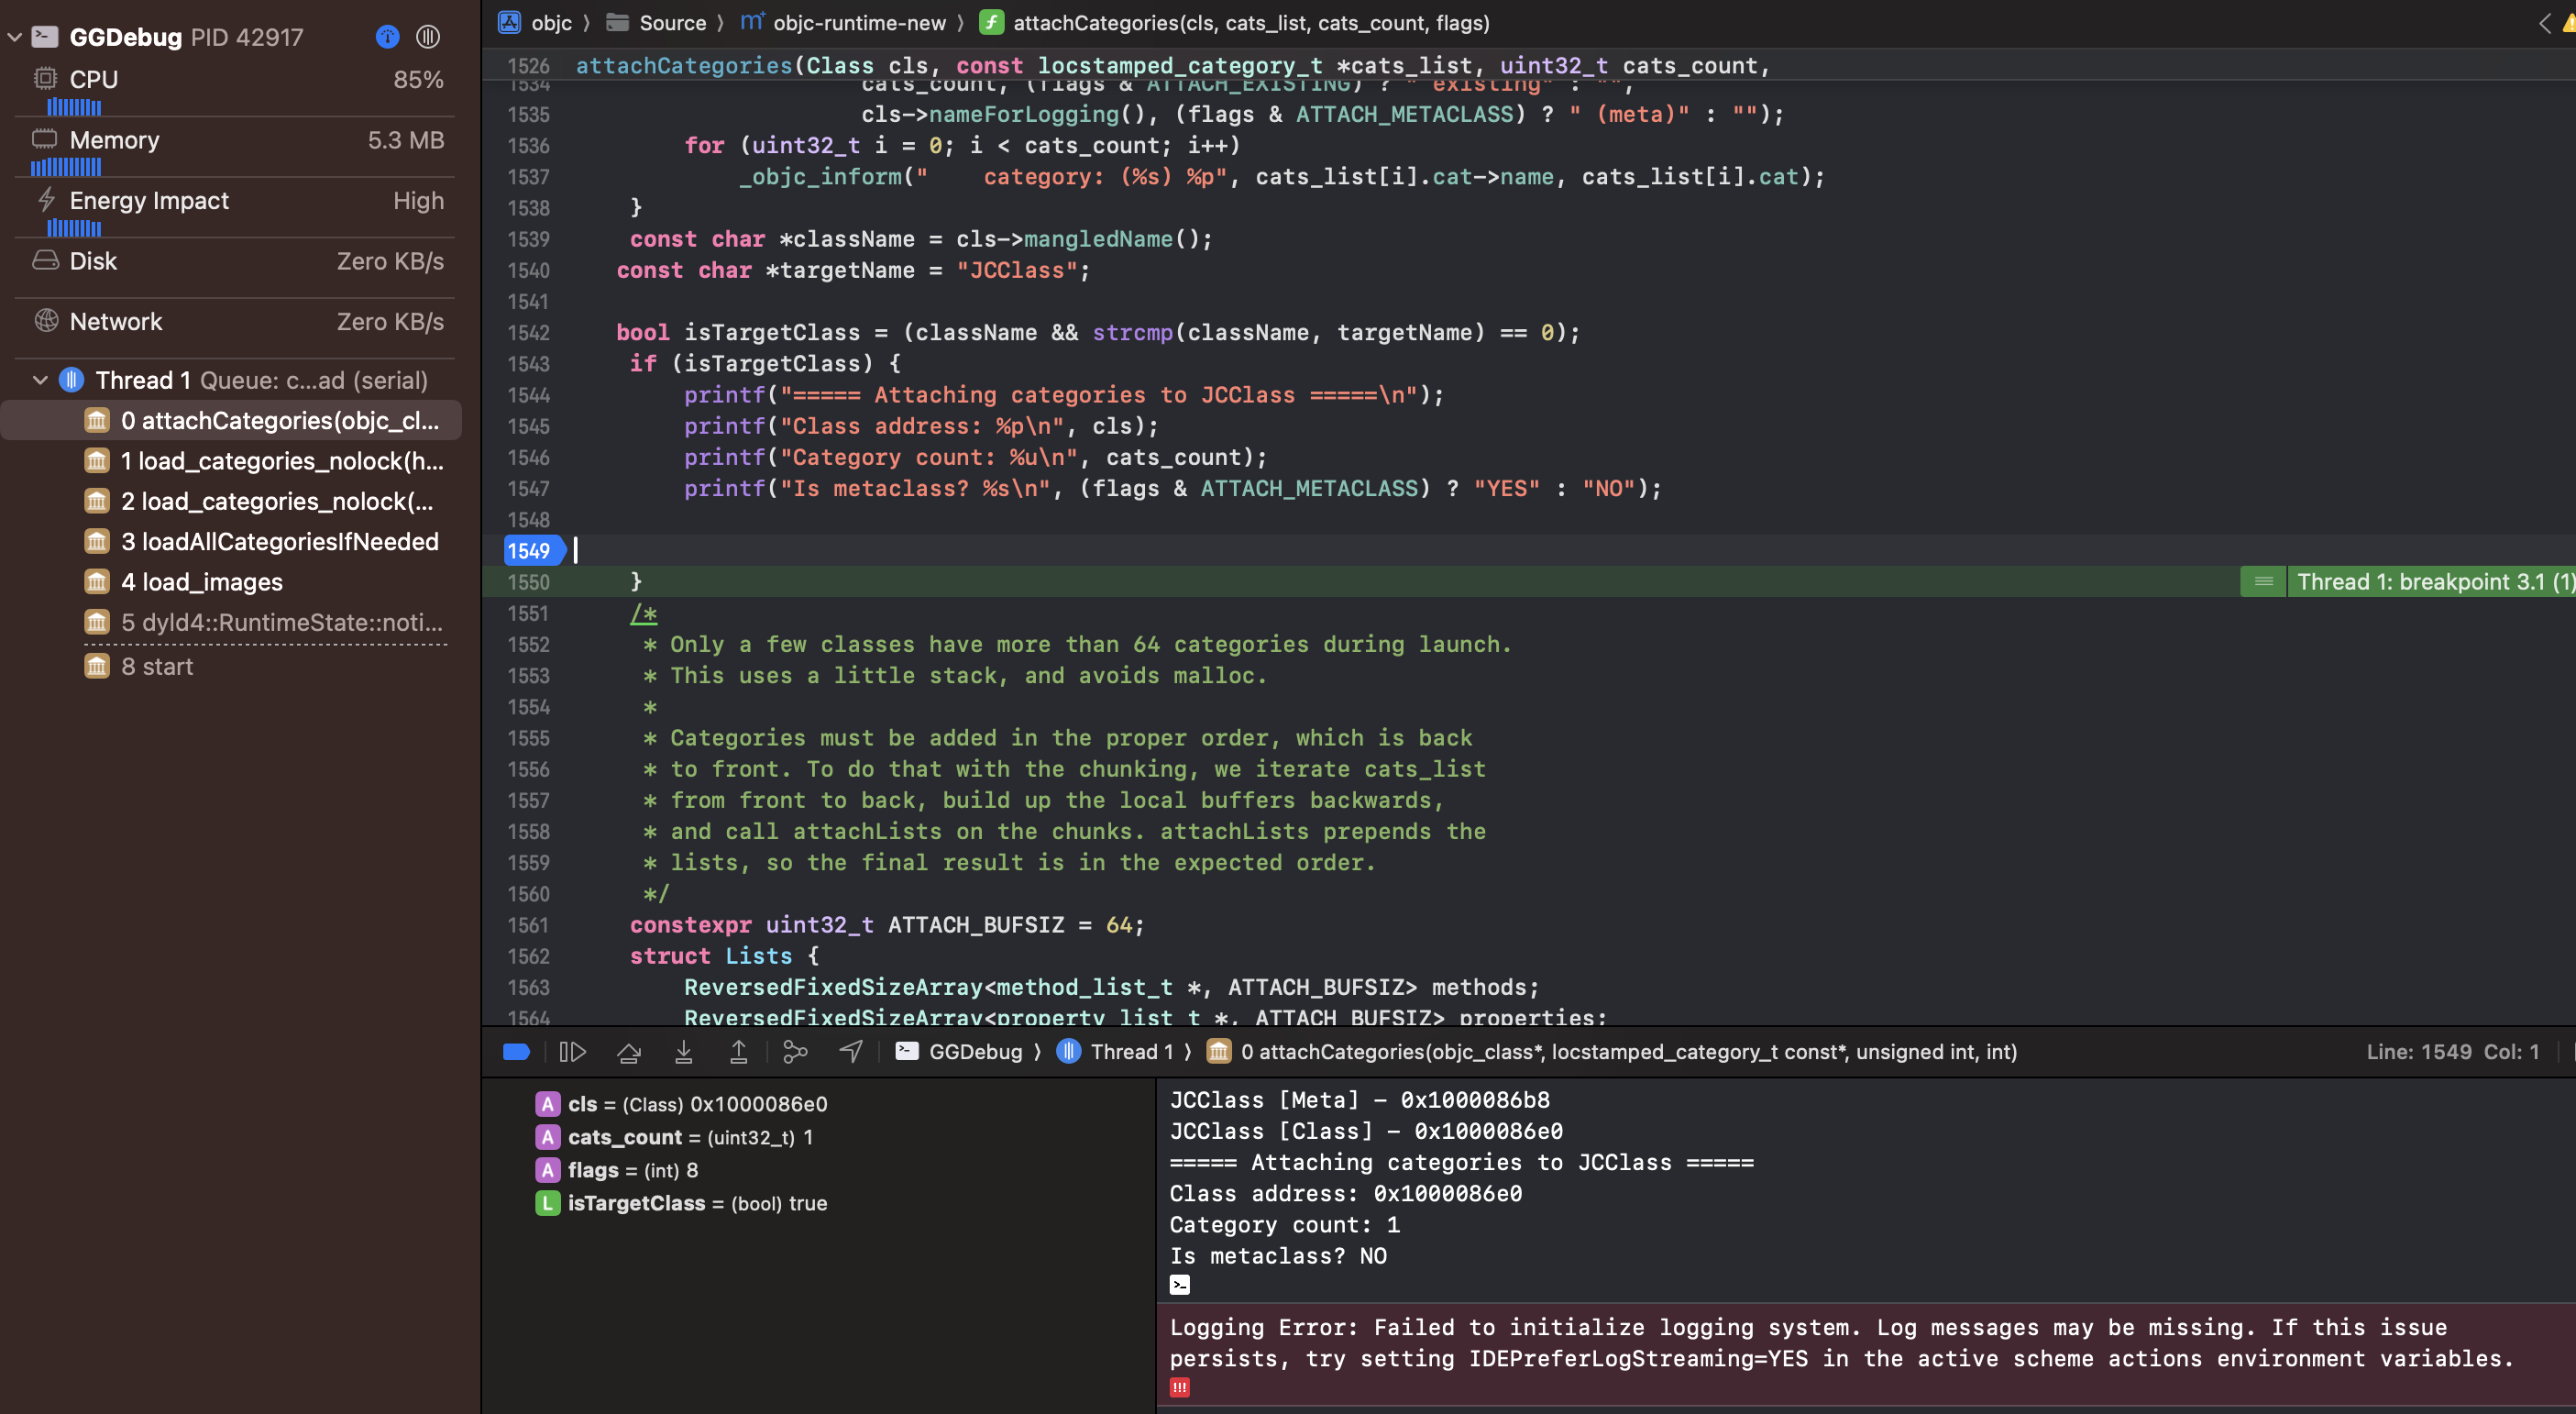 GGDebug PID 42917
CPU 85%
Memory 5.3 MB
Energy Impact High
Disk Zero KB/s
Network Zero KB/s
Thread 1 Queue: c...ad (serial)
0 attachCategories(objc_cl...
1 load_categories_nolock(h...
2 load_categories_nolock(...
3 loadAllCategoriesIfNeeded
4 load_images
5 dyld4::RuntimeState::noti...
8 start
objc 〉 Source 〉 objc-runtime-new 〉 attachCategories(cls, cats_list, cats_count, flags)
1526 attachCategories(Class cls, const locstamped_category_t *cats_list, uint32_t cats_count,
1534 cats_count, (flags & ATTACH_EXISTING) ? " existing" : "",
1535 cls->nameForLogging(), (flags & ATTACH_METACLASS) ? " (meta)" : "");
1536 for (uint32_t i = 0; i < cats_count; i++)
1537 _objc_inform("    category: (%s) %p", cats_list[i].cat->name, cats_list[i].cat);
1538 }
1539 const char *className = cls->mangledName();
1540 const char *targetName = "JCClass";
1541
1542 bool isTargetClass = (className && strcmp(className, targetName) == 0);
1543 if (isTargetClass) {
1544 printf("===== Attaching categories to JCClass =====\n");
1545 printf("Class address: %p\n", cls);
1546 printf("Category count: %u\n", cats_count);
1547 printf("Is metaclass? %s\n", (flags & ATTACH_METACLASS) ? "YES" : "NO");
1548
1549
1550 } Thread 1: breakpoint 3.1 (1)
1551 /*
1552 * Only a few classes have more than 64 categories during launch.
1553 * This uses a little stack, and avoids malloc.
1554 *
1555 * Categories must be added in the proper order, which is back
1556 * to front. To do that with the chunking, we iterate cats_list
1557 * from front to back, build up the local buffers backwards,
1558 * and call attachLists on the chunks. attachLists prepends the
1559 * lists, so the final result is in the expected order.
1560 */
1561 constexpr uint32_t ATTACH_BUFSIZ = 64;
1562 struct Lists {
1563 ReversedFixedSizeArray<method_list_t *, ATTACH_BUFSIZ> methods;
1564 ReversedFixedSizeArray<property_list_t *, ATTACH_BUFSIZ> properties;
GGDebug 〉 Thread 1 〉 0 attachCategories(objc_class*, locstamped_category_t const*, unsigned int, int) Line: 1549 Col: 1
A cls = (Class) 0x1000086e0
A cats_count = (uint32_t) 1
A flags = (int) 8
L isTargetClass = (bool) true
JCClass [Meta] – 0x1000086b8
JCClass [Class] – 0x1000086e0
===== Attaching categories to JCClass =====
Class address: 0x1000086e0
Category count: 1
Is metaclass? NO
Logging Error: Failed to initialize logging system. Log messages may be missing. If this issue
persists, try setting IDEPreferLogStreaming=YES in the active scheme actions environment variables.
!!!